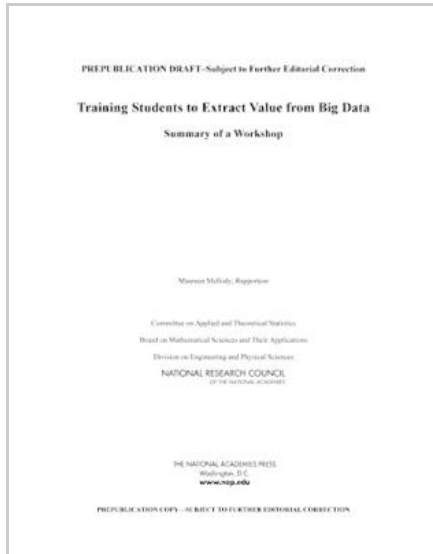 PREPUBLICATION DRAFT–Subject to Further Editorial Correction
Training Students to Extract Value from Big Data
Summary of a Workshop
Maureen Mellody, Rapporteur
Committee on Applied and Theoretical Statistics
Board on Mathematical Sciences and Their Applications
Division on Engineering and Physical Sciences
NATIONAL RESEARCH COUNCIL
OF THE NATIONAL ACADEMIES
THE NATIONAL ACADEMIES PRESS
Washington, D.C.
www.nap.edu
PREPUBLICATION COPY—SUBJECT TO FURTHER EDITORIAL CORRECTION